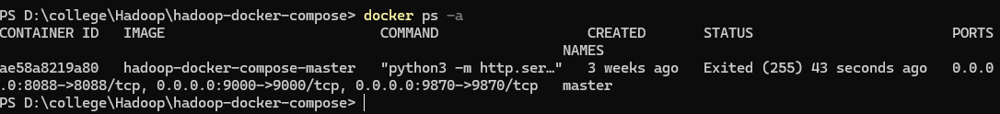 PS D:\college\Hadoop\hadoop-docker-compose> docker ps -a
CONTAINER ID   IMAGE                          COMMAND                  CREATED       STATUS                       PORTS
                                                                NAMES
ae58a8219a80   hadoop-docker-compose-master   "python3 -m http.ser…"   3 weeks ago   Exited (255) 43 seconds ago   0.0.0
.0:8088->8088/tcp, 0.0.0.0:9000->9000/tcp, 0.0.0.0:9870->9870/tcp   master
PS D:\college\Hadoop\hadoop-docker-compose>